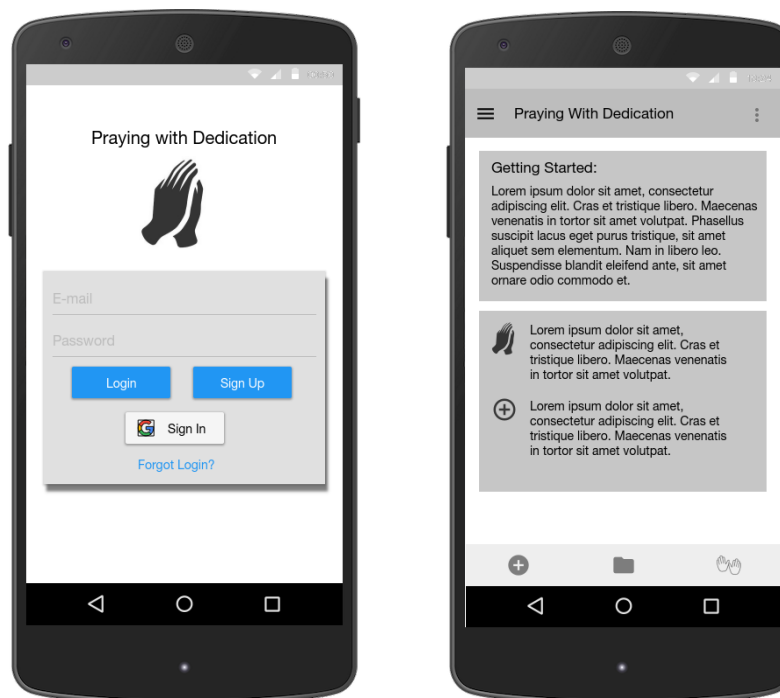 Praying with Dedication
E-mail
Password
Login
Sign Up
G
Sign In
Forgot Login?
Praying With Dedication
Getting Started:
Lorem ipsum dolor sit amet, consectetur
adipiscing elit. Cras et tristique libero. Maecenas
venenatis in tortor sit amet volutpat. Phasellus
suscipit lacus eget purus tristique, sit amet
aliquet sem elementum. Nam in libero leo.
Suspendisse blandit eleifend ante, sit amet
ornare odio commodo et.
Lorem ipsum dolor sit amet,
consectetur adipiscing elit. Cras et
tristique libero. Maecenas venenatis
in tortor sit amet volutpat.
Lorem ipsum dolor sit amet,
consectetur adipiscing elit. Cras et
tristique libero. Maecenas venenatis
in tortor sit amet volutpat.